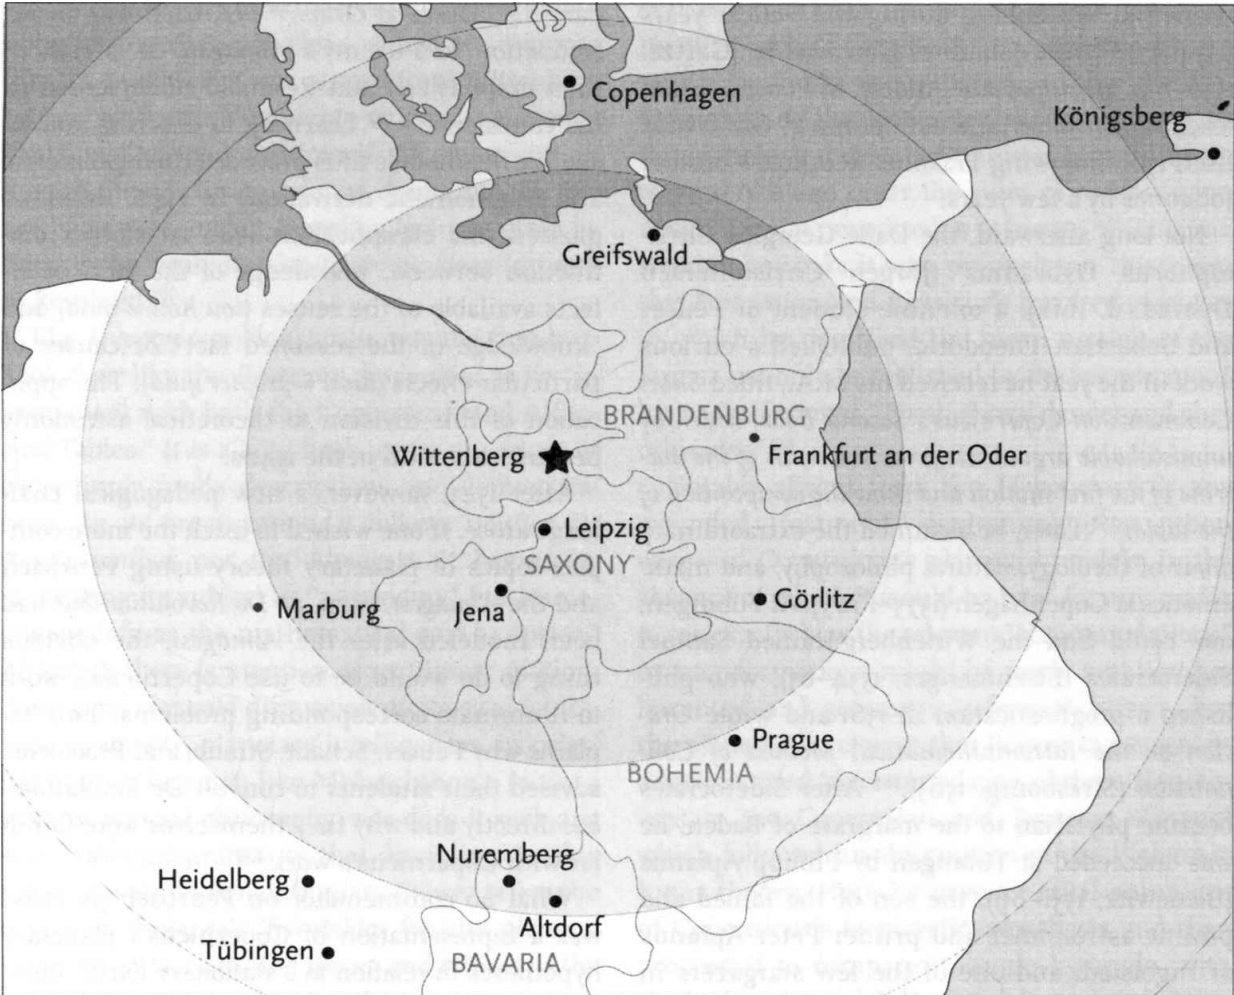 Copenhagen
Königsberg
Greifswald
BRANDENBURG
Wittenberg
Frankfurt an der Oder
Leipzig
SAXONY
Marburg
Jena
Görlitz
Prague
BOHEMIA
Nuremberg
Heidelberg
Altdorf
Tübingen
BAVARIA